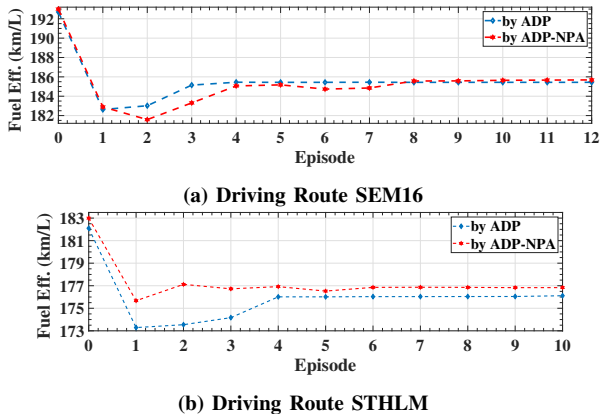 Fuel Eff. (km/L)
192
190
188
186
184
182
by ADP
by ADP-NPA
0 1 2 3 4 5 6 7 8 9 10 11 12
Episode
(a) Driving Route SEM16
Fuel Eff. (km/L)
183
181
179
177
175
173
by ADP
by ADP-NPA
0 1 2 3 4 5 6 7 8 9 10
Episode
(b) Driving Route STHLM